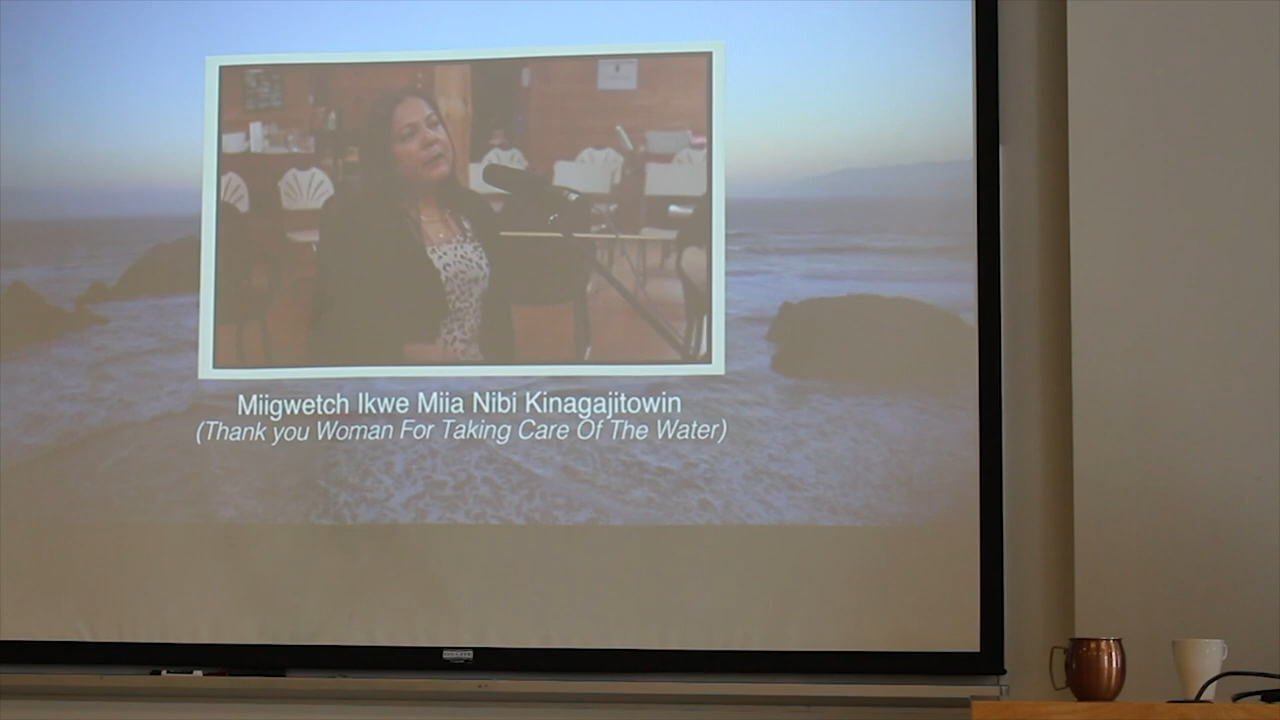 Miigwetch Ikwe Miia Nibi Kinagajitowin
(Thank you Woman For Taking Care Of The Water)